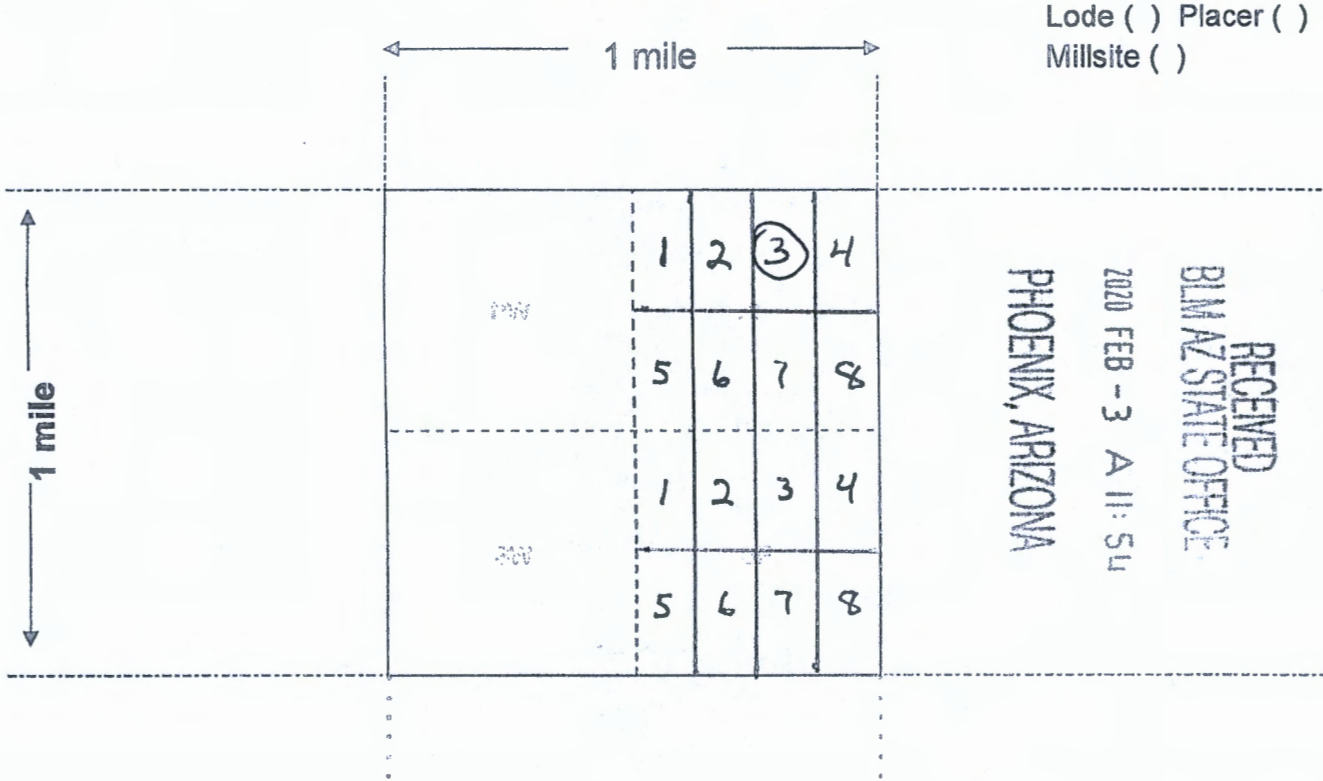 Lode ( ) Placer ( )
Millsite ( )
1 mile
1 mile
NW
1 2 3 4
5 6 7 8
1 2 3 4
5 6 7 8
RECEIVED
BLM AZ STATE OFFICE
2020 FEB -3 A 11: 54
PHOENIX, ARIZONA